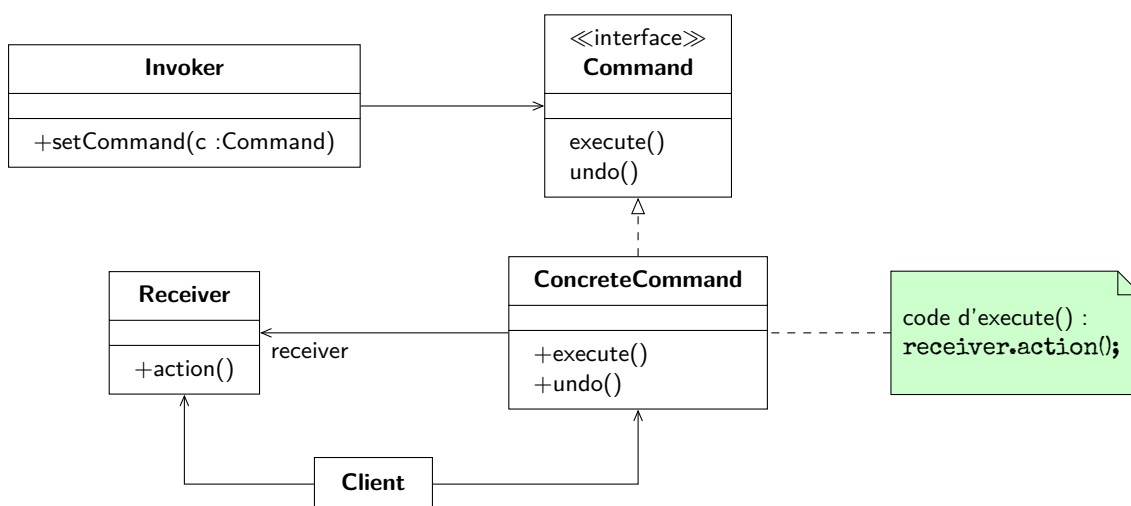 ≪interface≫
Command
execute()
undo()
Invoker
+setCommand(c :Command)
Receiver
+action()
receiver
ConcreteCommand
+execute()
+undo()
code d'execute() :
receiver.action();
Client